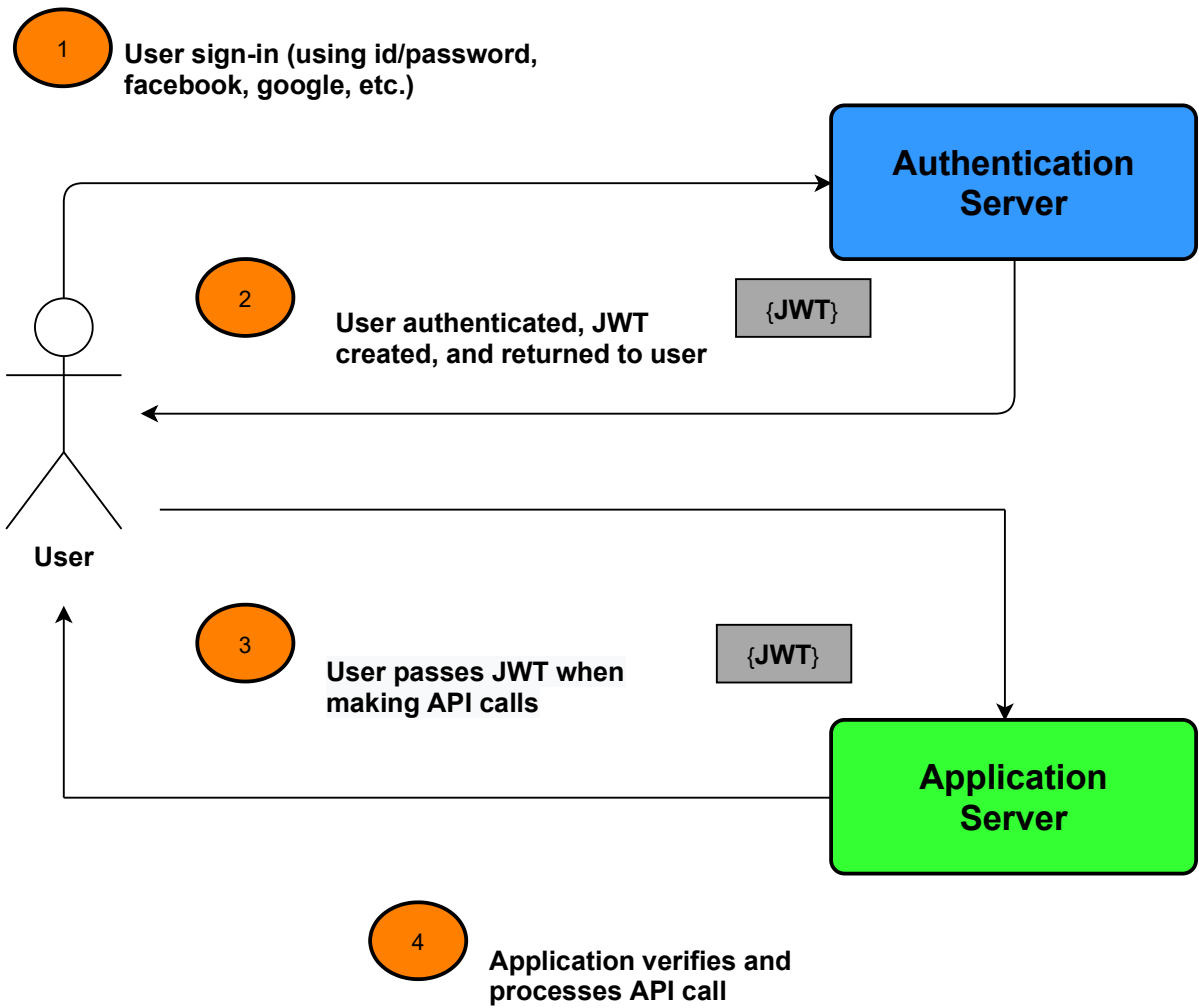 1
User sign-in (using id/password,
facebook, google, etc.)
Authentication
Server
2
User authenticated, JWT
created, and returned to user
{JWT}
User
3
User passes JWT when
making API calls
{JWT}
Application
Server
4
Application verifies and
processes API call